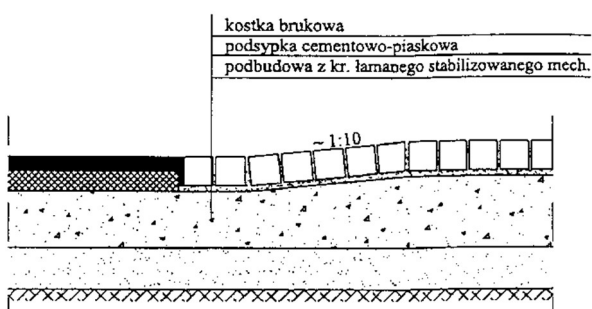 kostka brukowa
podsypka cementowo-piaskowa
podbudowa z kr. łamanego stabilizowanego mech.
~ 1:10